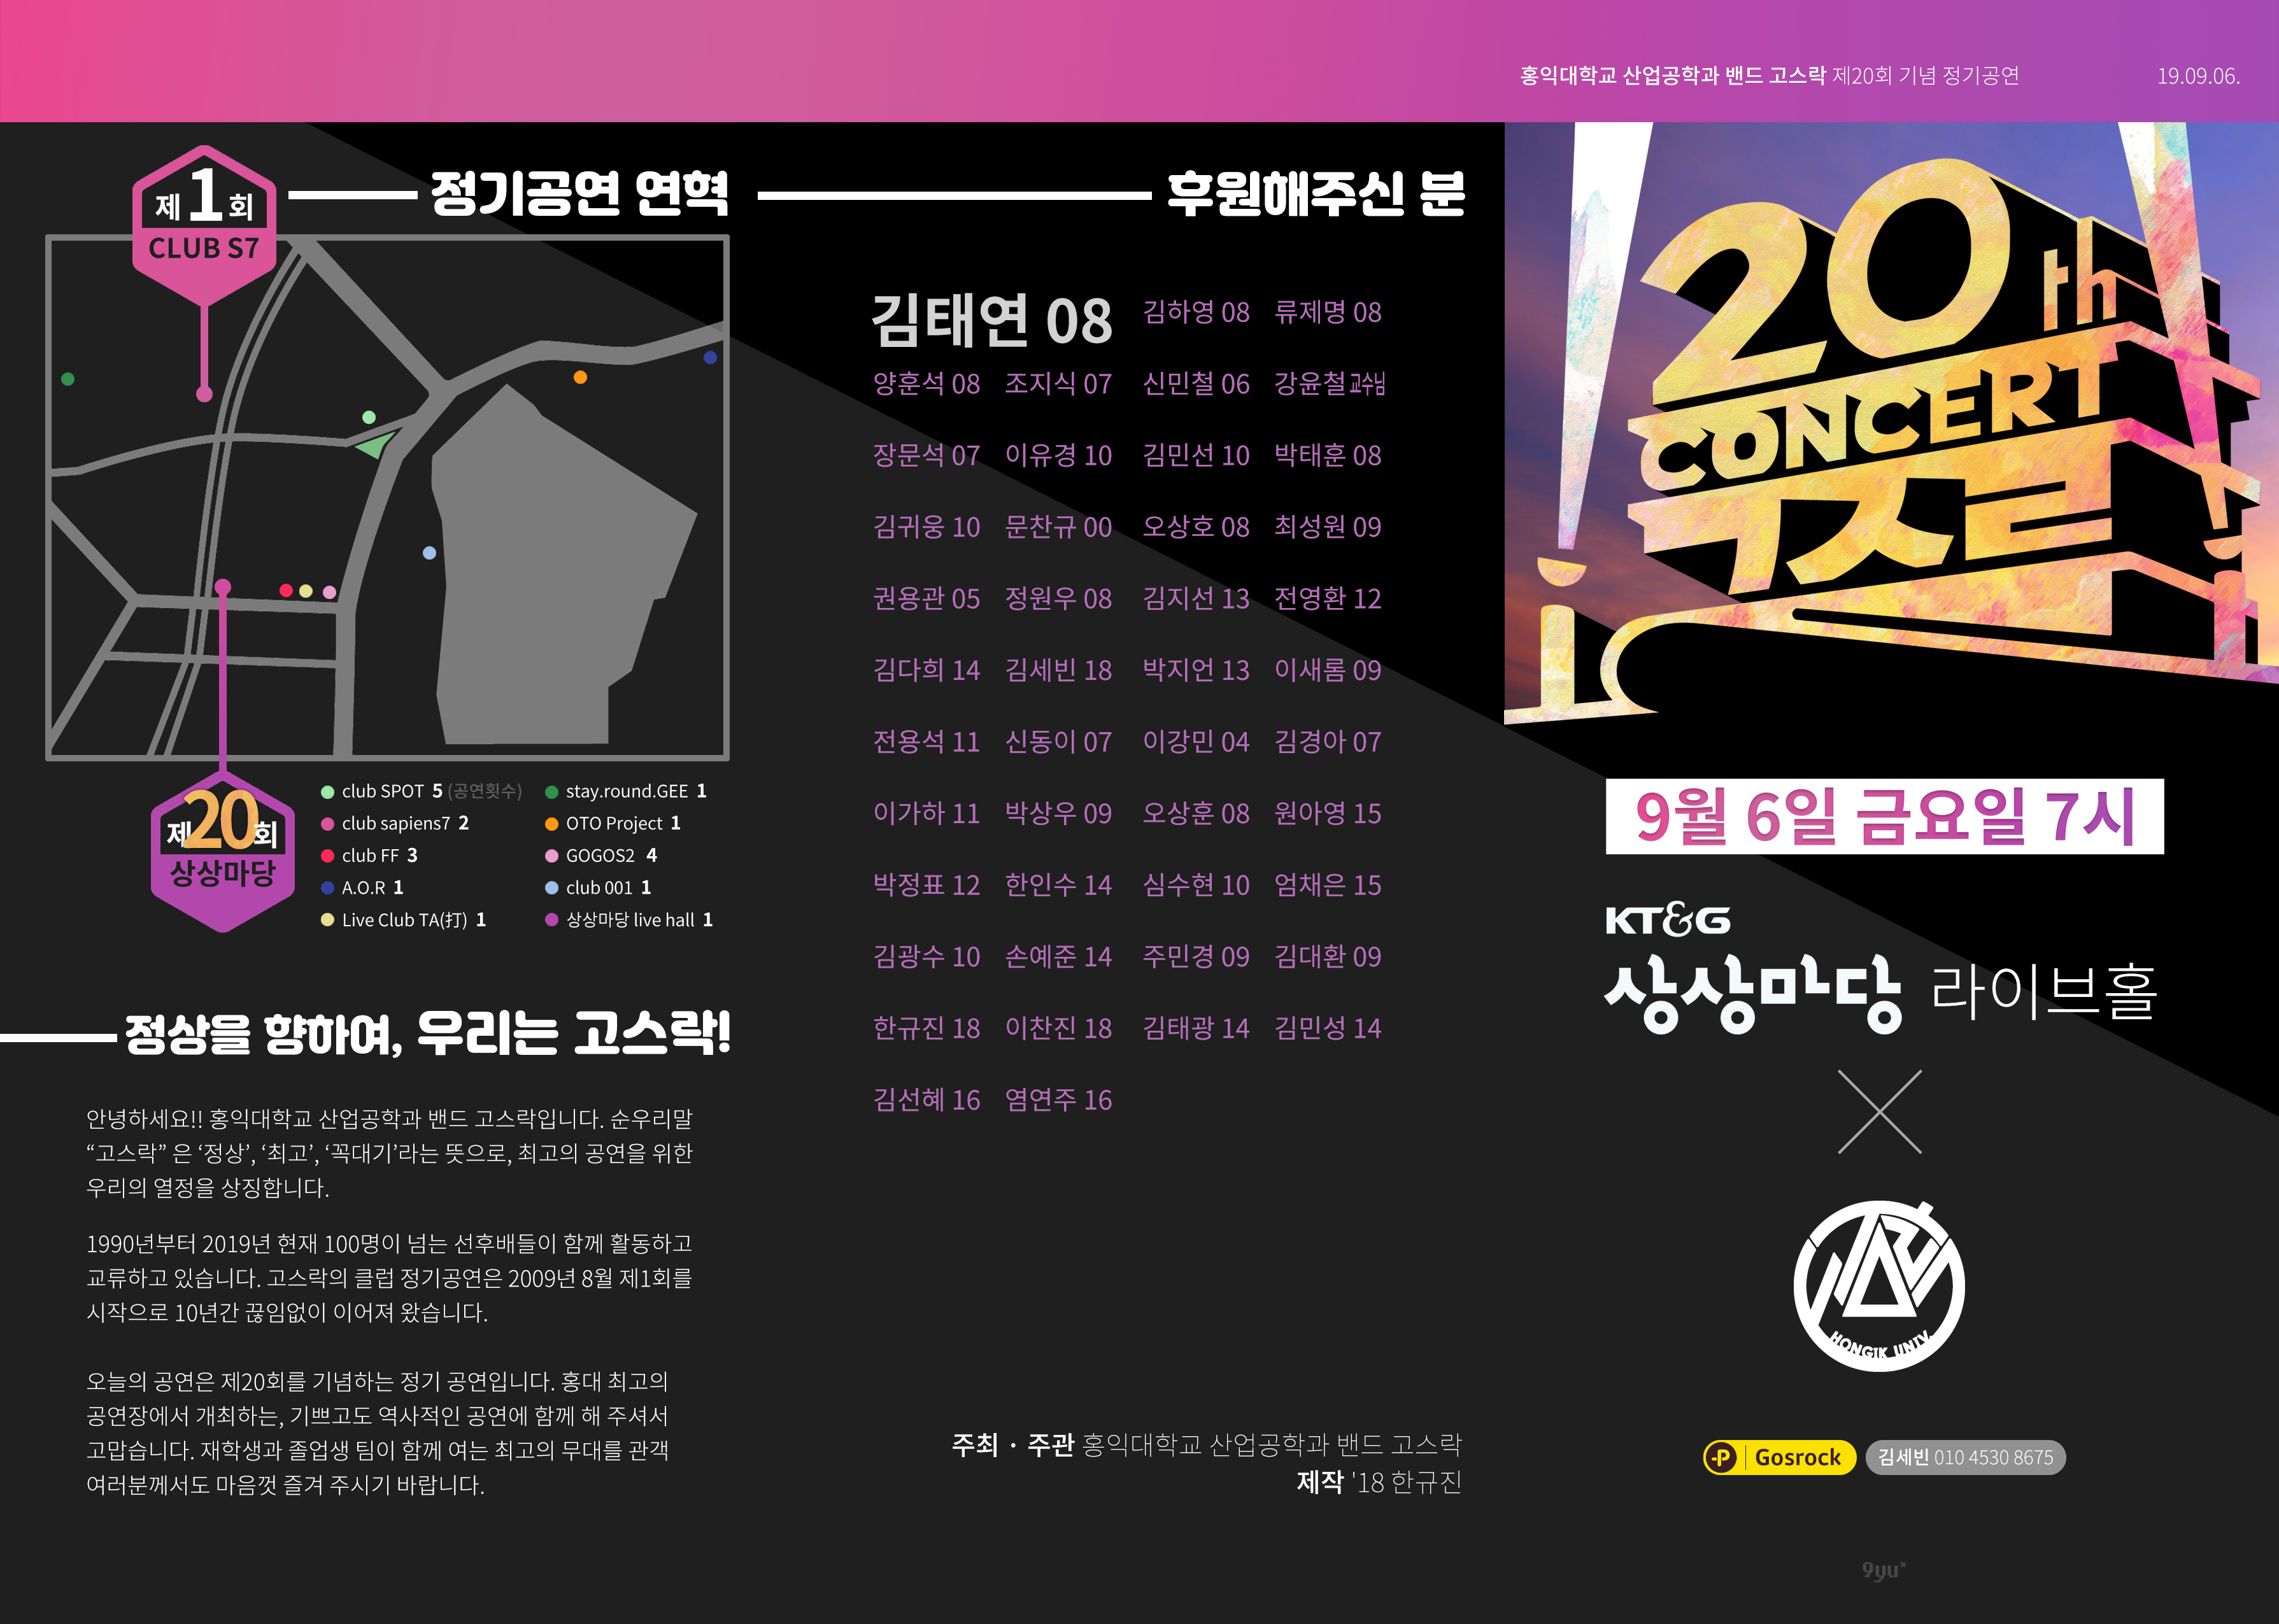 홍익대학교 산업공학과 밴드 고스락 제20회 기념 정기공연 19.09.06.
제1회
CLUB S7
정기공연 연혁
제20회
상상마당
club SPOT 5 (공연횟수)
club sapiens7 2
club FF 3
A.O.R 1
Live Club TA(打) 1
stay.round.GEE 1
OTO Project 1
GOGOS2 4
club 001 1
상상마당 live hall 1
정상을 향하여, 우리는 고스락!
안녕하세요!! 홍익대학교 산업공학과 밴드 고스락입니다. 순우리말
“고스락” 은 ‘정상’, ‘최고’, ‘꼭대기’라는 뜻으로, 최고의 공연을 위한
우리의 열정을 상징합니다.
1990년부터 2019년 현재 100명이 넘는 선후배들이 함께 활동하고
교류하고 있습니다. 고스락의 클럽 정기공연은 2009년 8월 제1회를
시작으로 10년간 끊임없이 이어져 왔습니다.
오늘의 공연은 제20회를 기념하는 정기 공연입니다. 홍대 최고의
공연장에서 개최하는, 기쁘고도 역사적인 공연에 함께 해 주셔서
고맙습니다. 재학생과 졸업생 팀이 함께 여는 최고의 무대를 관객
여러분께서도 마음껏 즐겨 주시기 바랍니다.
후원해주신 분
김태연 08 김하영 08 류제명 08
양훈석 08 조지식 07 신민철 06 강윤철교수님
장문석 07 이유경 10 김민선 10 박태훈 08
김귀웅 10 문찬규 00 오상호 08 최성원 09
권용관 05 정원우 08 김지선 13 전영환 12
김다희 14 김세빈 18 박지언 13 이새롬 09
전용석 11 신동이 07 이강민 04 김경아 07
이가하 11 박상우 09 오상훈 08 원아영 15
박정표 12 한인수 14 심수현 10 엄채은 15
김광수 10 손예준 14 주민경 09 김대환 09
한규진 18 이찬진 18 김태광 14 김민성 14
김선혜 16 염연주 16
주최 · 주관 홍익대학교 산업공학과 밴드 고스락
제작 '18 한규진
20th
CONCERT
9월 6일 금요일 7시
KT&G
상상마당 라이브홀
HONGIK UNIV
P Gosrock
김세빈 010 4530 8675
9yu*